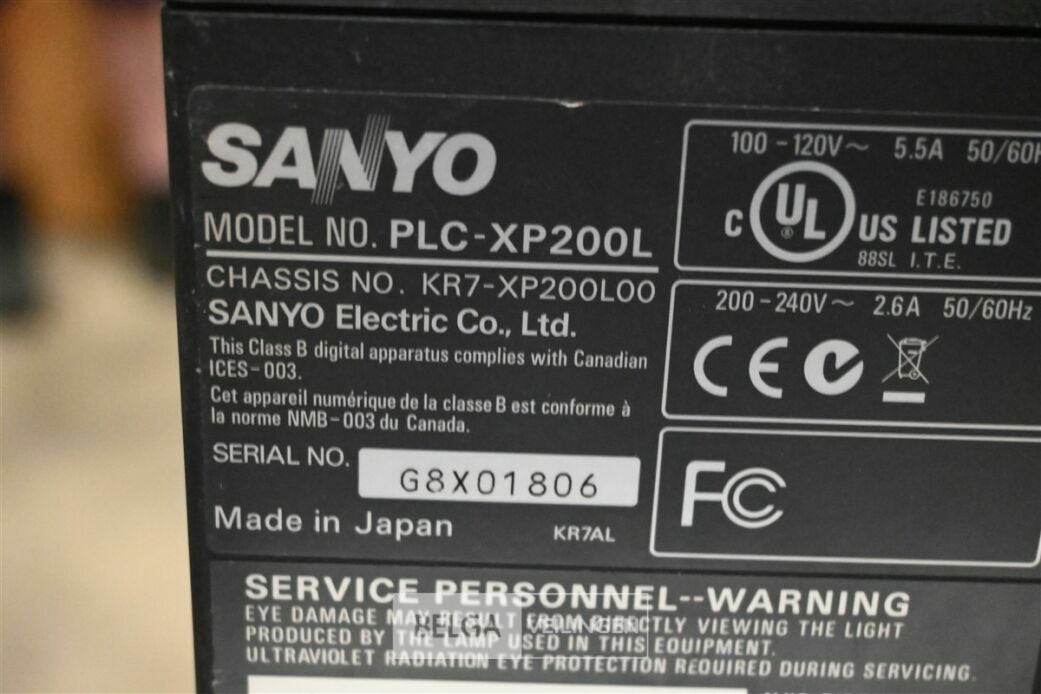 SANYO
MODEL NO. PLC-XP200L
CHASSIS NO. KR7-XP200L00
SANYO Electric Co., Ltd.
This Class B digital apparatus complies with Canadian
ICES-003.
Cet appareil numérique de la classe B est conforme à
la norme NMB-003 du Canada.
SERIAL NO. G8X01806
Made in Japan KR7AL
100-120V~ 5.5A 50/60H
E186750
C UL ® US LISTED
88SL I.T.E.
200-240V~ 2.6A 50/60Hz
CE
FC
SERVICE PERSONNEL--WARNING
EYE DAMAGE MAY RESULT FROM DIRECTLY VIEWING THE LIGHT
PRODUCED BY THE LAMP USED IN THIS EQUIPMENT.
ULTRAVIOLET RADIATION EYE PROTECTION REQUIRED DURING SERVICING.
BELGA VEILINGEN